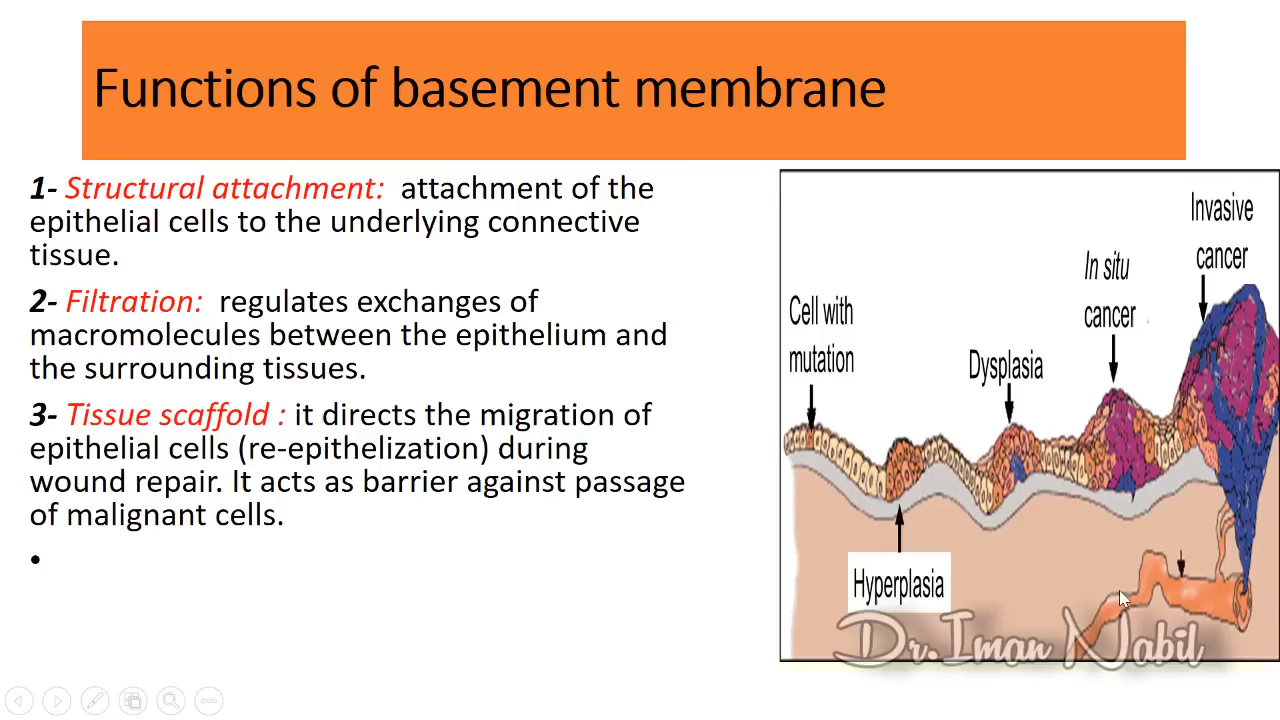 Functions of basement membrane
1- Structural attachment: attachment of the
epithelial cells to the underlying connective
tissue.
2- Filtration: regulates exchanges of
macromolecules between the epithelium and
the surrounding tissues.
3- Tissue scaffold : it directs the migration of
epithelial cells (re-epithelization) during
wound repair. It acts as barrier against passage
of malignant cells.
•
Invasive
cancer
In situ
cancer
Cell with
mutation
Dysplasia
Hyperplasia
Dr.Iman Nabil